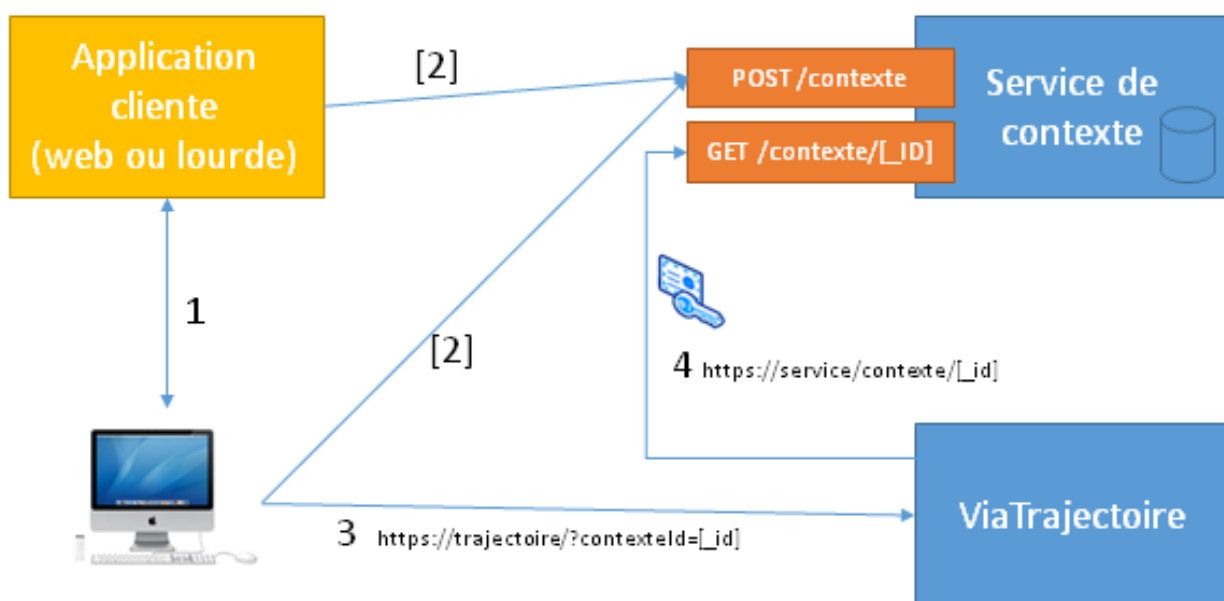 Application
cliente
(web ou lourde)
[2]
POST /contexte
GET /contexte/[_ID]
Service de
contexte
1
[2]
4 https://service/contexte/[_id]
3 https://trajectoire/?contexteId=[_id]
ViaTrajectoire